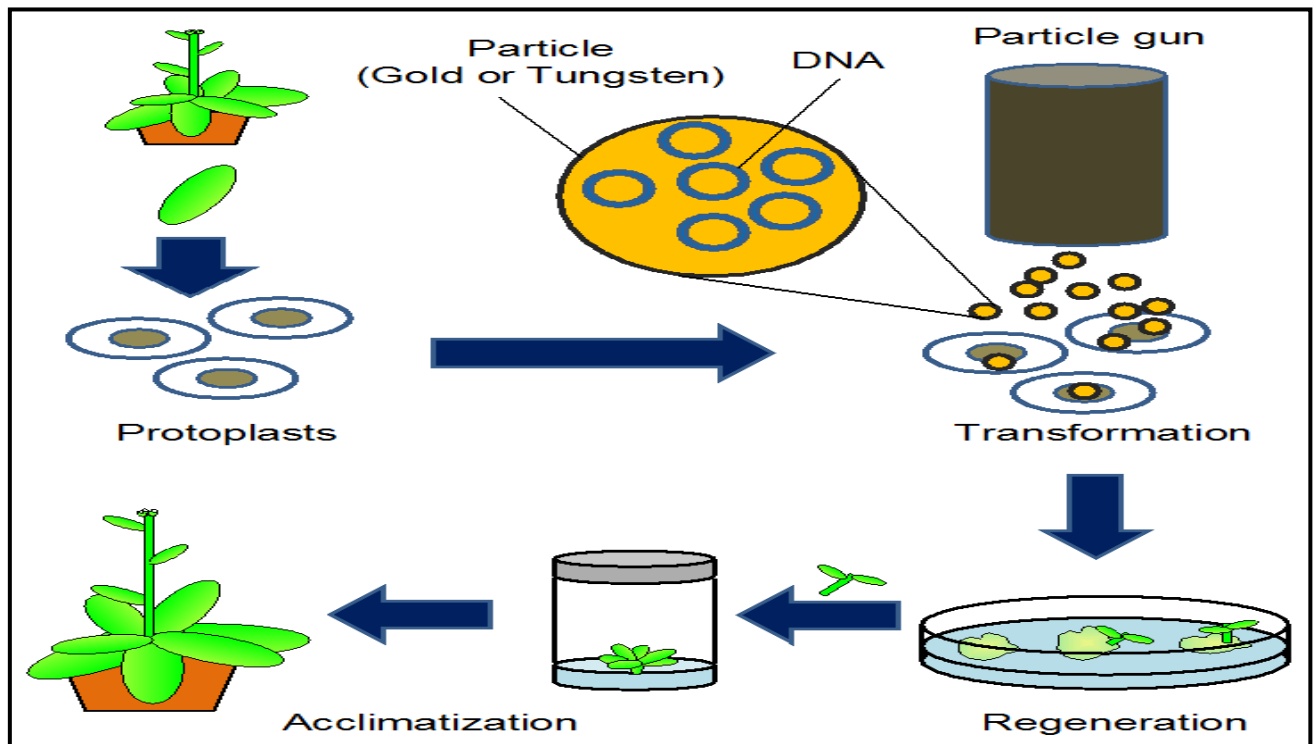 Particle
(Gold or Tungsten)
DNA
Particle gun
Protoplasts
Transformation
Acclimatization
Regeneration